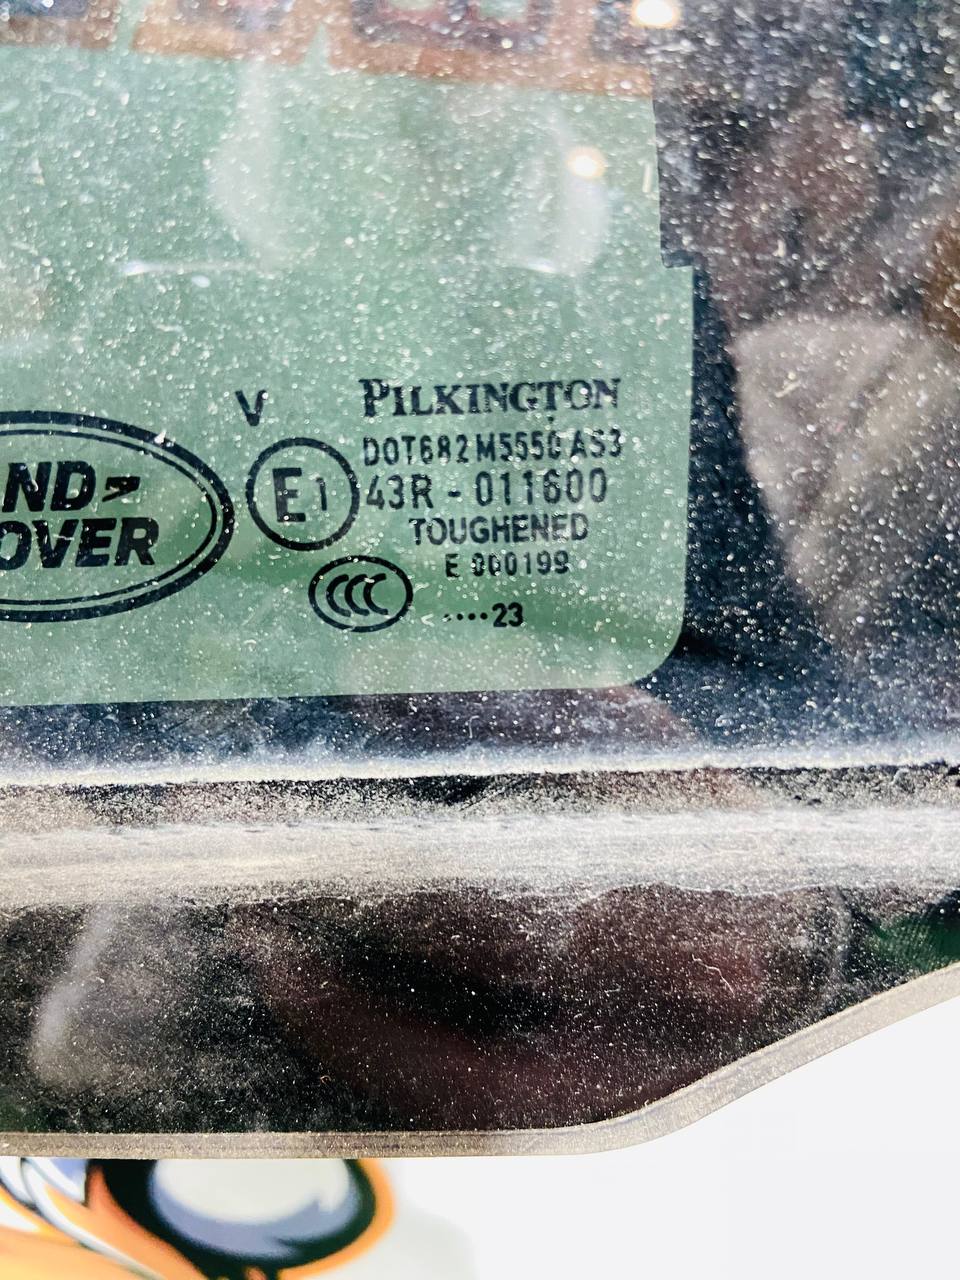 V
PILKINGTON
DOT682 M555C AS3
ND
OVER
E1
43R - 011600
TOUGHENED
E 000199
CCC
....23